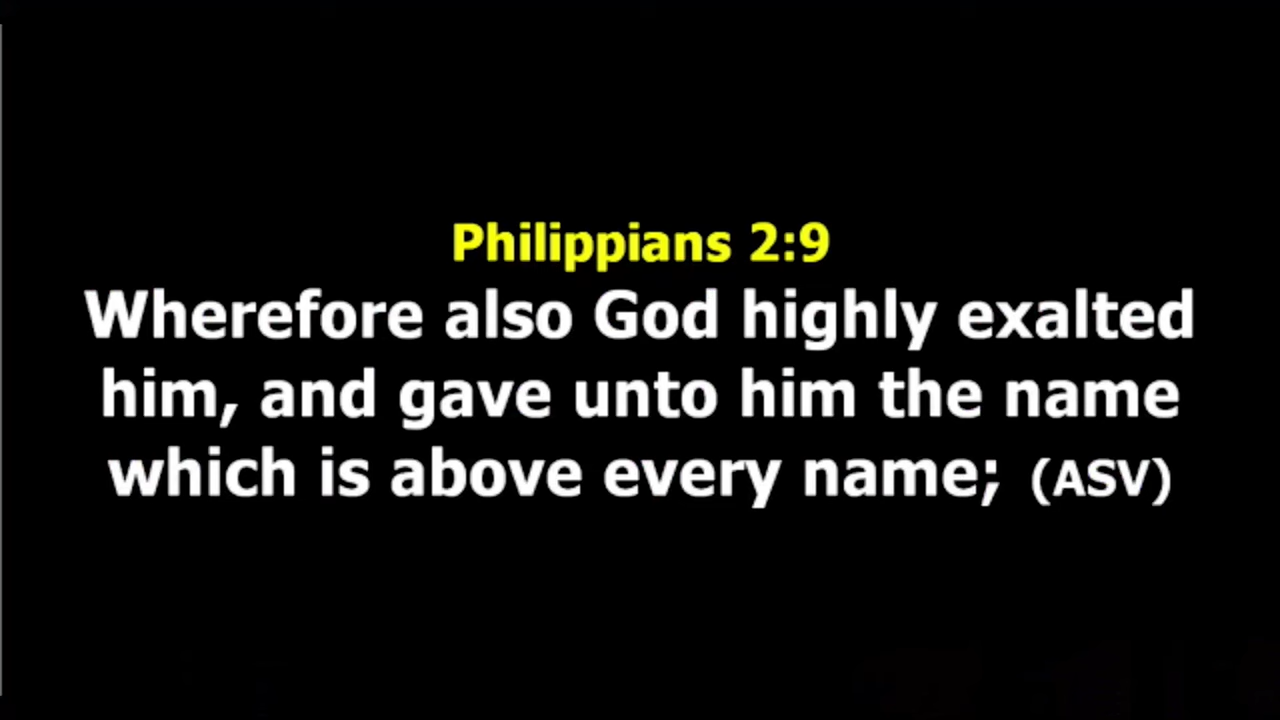 Philippians 2:9
Wherefore also God highly exalted
him, and gave unto him the name
which is above every name; (ASV)